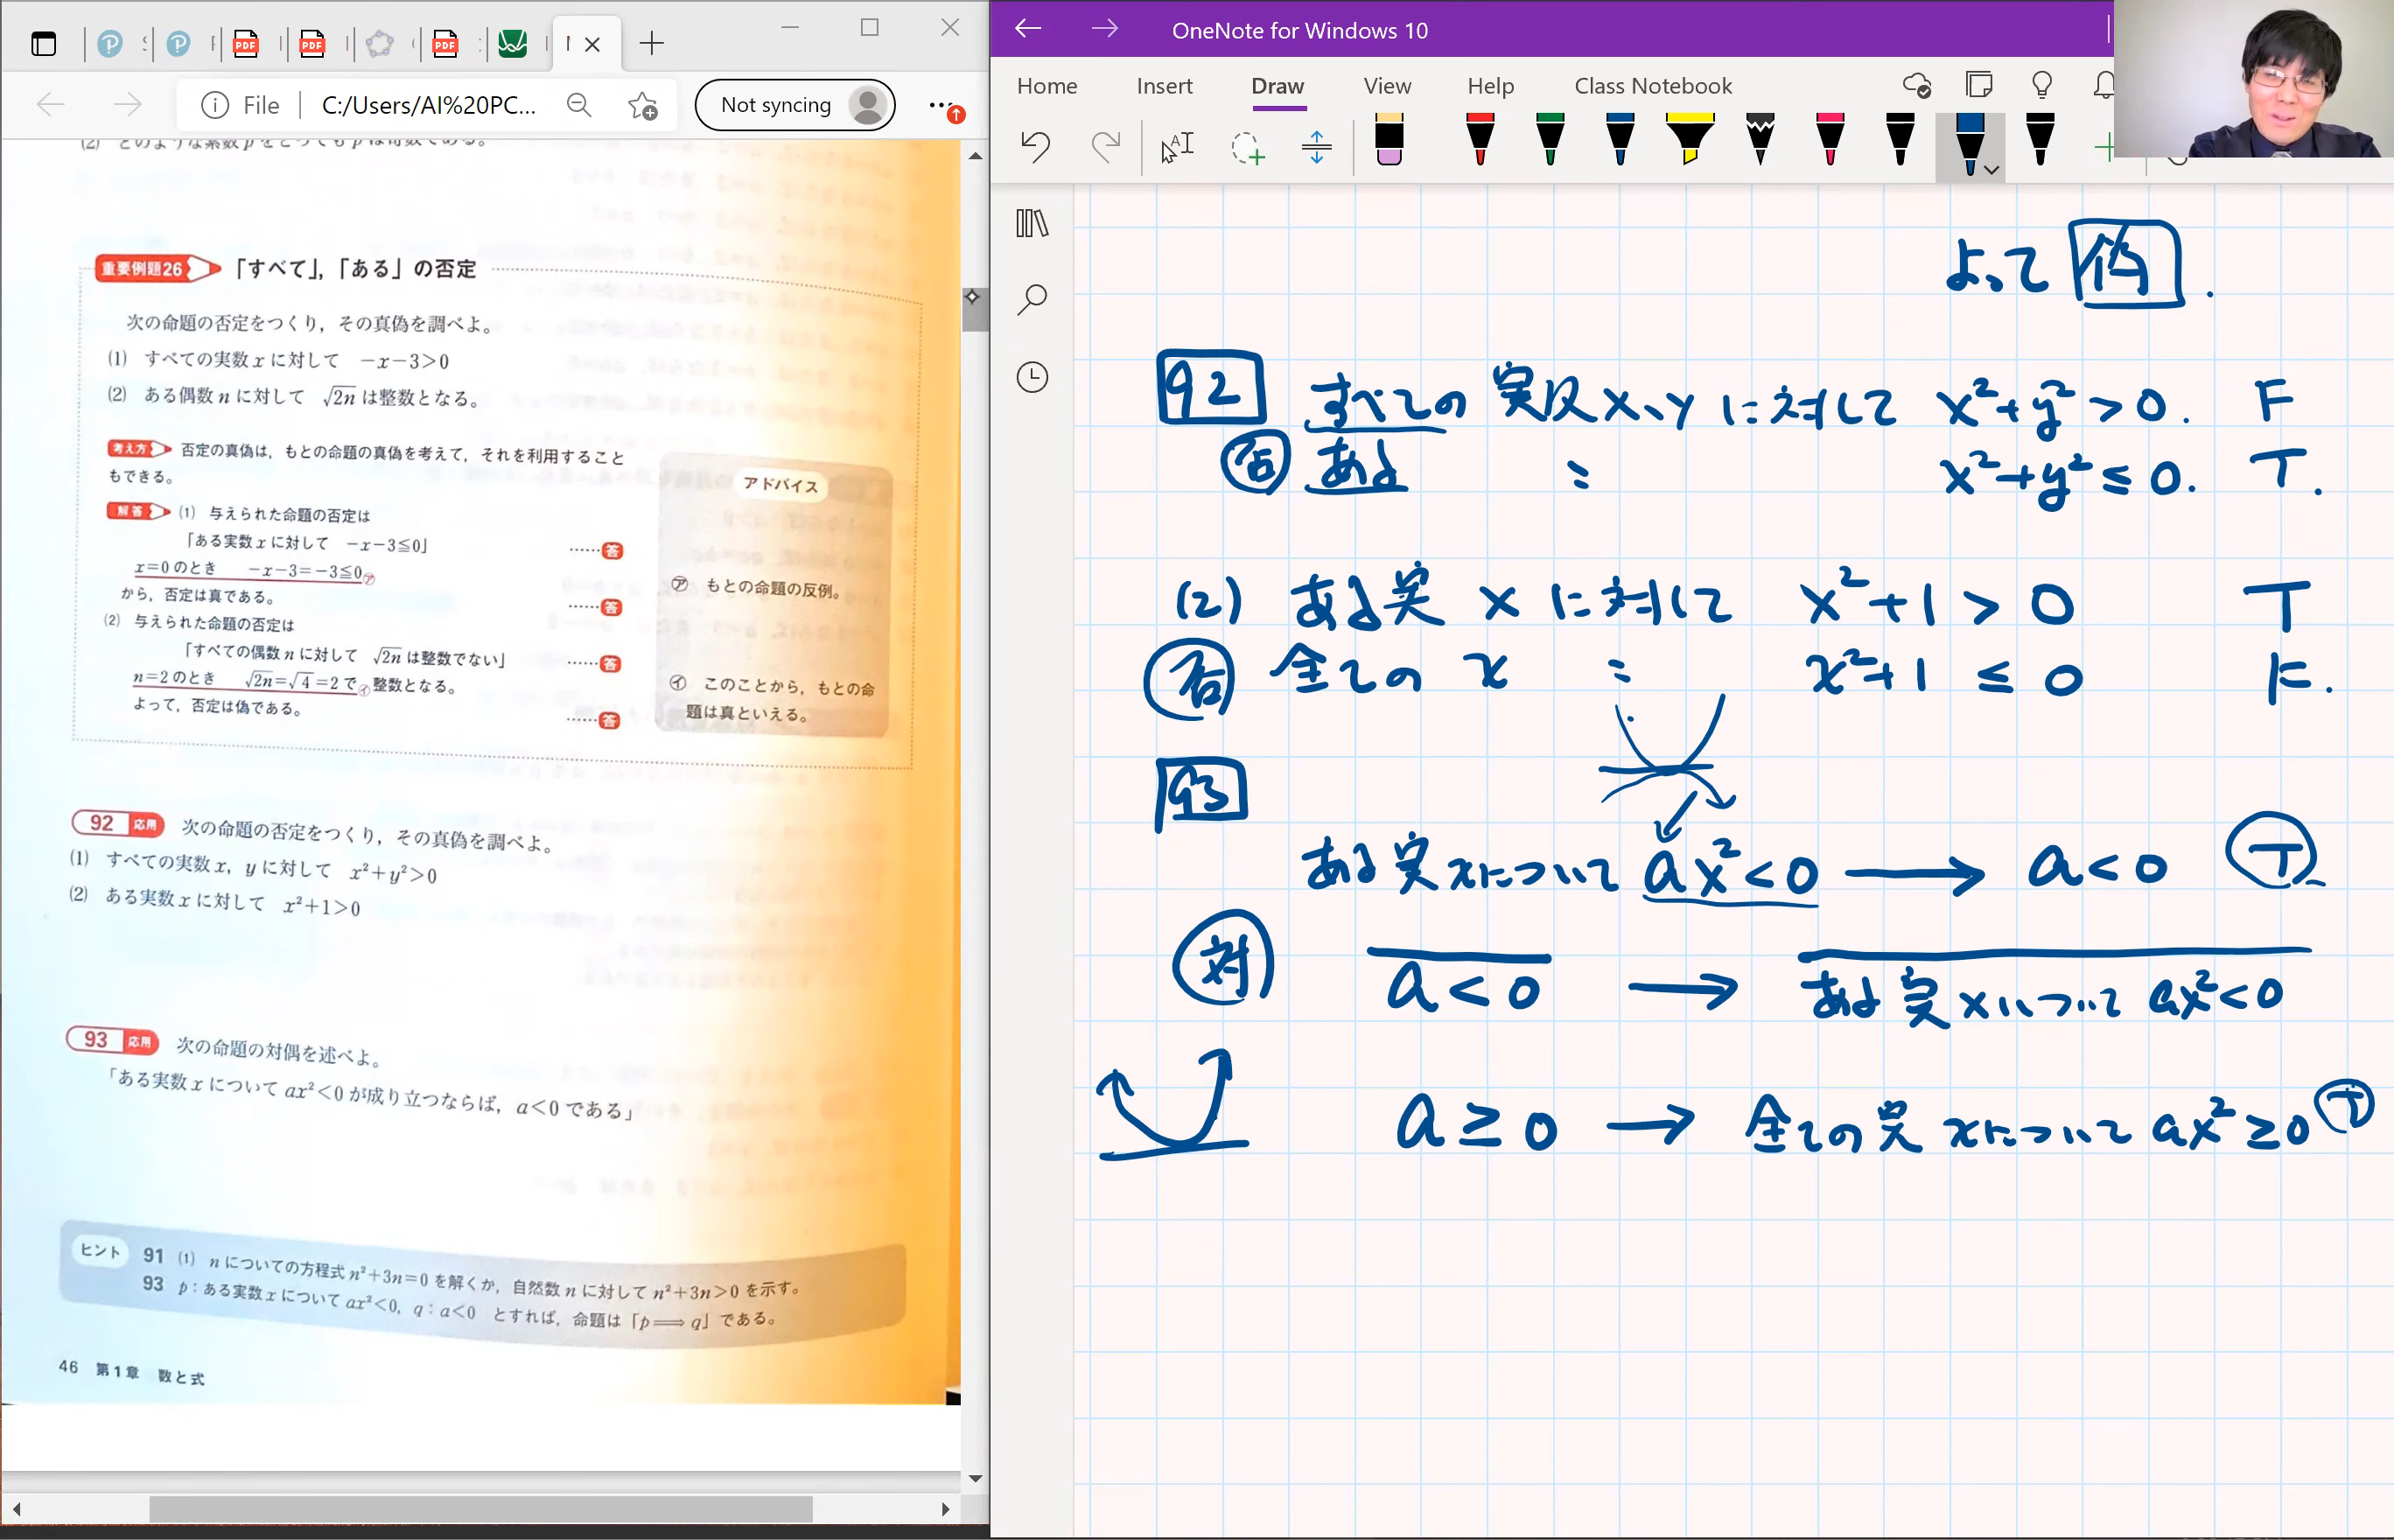 File
C:/Users/AI%20PC...
Not syncing
重要例題26 「すべて」,「ある」の否定
次の命題の否定をつくり,その真偽を調べよ。
(1) すべての実数xに対して −x−3>0
(2) ある偶数nに対して √2n は整数となる。
考え方 否定の真偽は,もとの命題の真偽を考えて,それを利用すること
もできる。
解答 (1) 与えられた命題の否定は
「ある実数xに対して −x−3≦0」 ……答
x=0のとき −x−3=−3≦0㋐
から,否定は真である。 ……答
(2) 与えられた命題の否定は
「すべての偶数nに対して √2n は整数でない」 ……答
n=2のとき √2n=√4=2で㋑整数となる。
よって,否定は偽である。 ……答
アドバイス
㋐ もとの命題の反例。
㋑ このことから,もとの命
題は真といえる。
92 応用 次の命題の否定をつくり,その真偽を調べよ。
(1) すべての実数x,yに対して x²+y²>0
(2) ある実数xに対して x²+1>0
93 応用 次の命題の対偶を述べよ。
「ある実数xについてax²<0が成り立つならば,a<0である」
ヒント 91 (1) nについての方程式n²+3n=0を解くか,自然数nに対してn²+3n>0を示す。
93 p:ある実数xについてax²<0, q:a<0 とすれば,命題は「p⟹q」である。
46 第1章 数と式
OneNote for Windows 10
Home Insert Draw View Help Class Notebook
よって 偽.
92 すべての 実数x、yに対して x²+y²>0. F
否 ある 〃 x²+y²≤0. T.
(2) ある実 xに対して x²+1>0 T
否 全ての x 〃 x²+1≤0 F.
93
ある実xについて ax²<0 → a<0 T
対 a<0 → ある実xについて ax²<0
a≥0 → 全ての実xについて ax²≥0 T